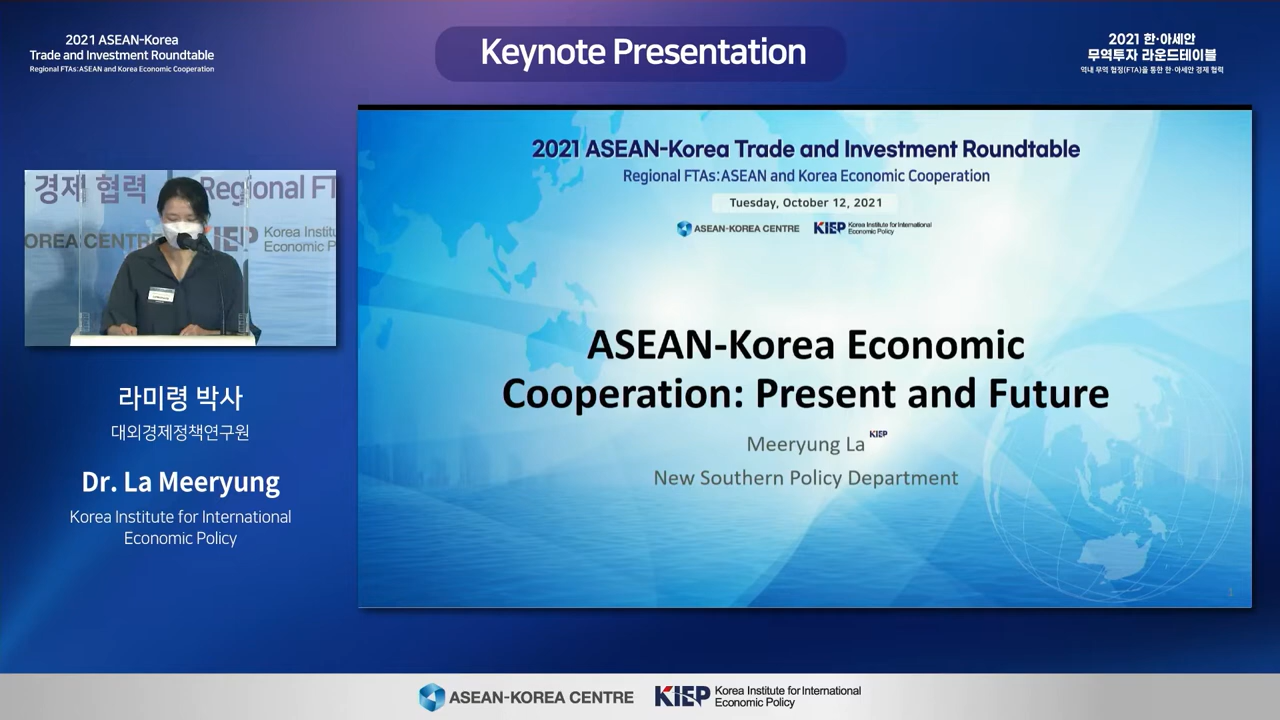 2021 ASEAN-Korea
Trade and Investment Roundtable
Regional FTAs:ASEAN and Korea Economic Cooperation
Keynote Presentation
2021 한·아세안
무역투자 라운드테이블
역내 무역 협정(FTA)을 통한 한·아세안 경제 협력
경제 협력
Regional FT
OREA CENTRE
KIEP
Korea Institu
Economic P
라미령 박사
대외경제정책연구원
Dr. La Meeryung
Korea Institute for International
Economic Policy
2021 ASEAN-Korea Trade and Investment Roundtable
Regional FTAs:ASEAN and Korea Economic Cooperation
Tuesday, October 12, 2021
ASEAN-KOREA CENTRE
KIEP
Korea Institute for International
Economic Policy
ASEAN-Korea Economic
Cooperation: Present and Future
Meeryung La
KIEP
New Southern Policy Department
1
ASEAN-KOREA CENTRE
KIEP
Korea Institute for International
Economic Policy